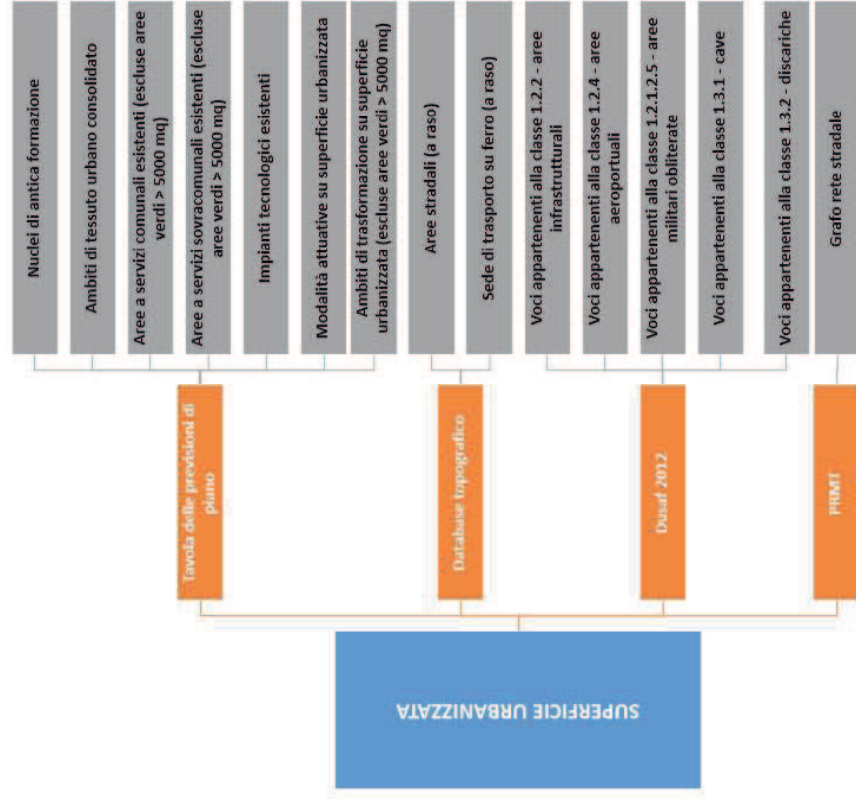 SUPERFICIE URBANIZZATA
Tavola delle previsioni di
piano
Nuclei di antica formazione
Ambiti di tessuto urbano consolidato
Aree a servizi comunali esistenti (escluse aree
verdi > 5000 mq)
Aree a servizi sovracomunali esistenti (escluse
aree verdi > 5000 mq)
Impianti tecnologici esistenti
Modalità attuative su superficie urbanizzata
Ambiti di trasformazione su superficie
urbanizzata (escluse aree verdi > 5000 mq)
Database topografico
Aree stradali (a raso)
Sede di trasporto su ferro (a raso)
Dusaf 2012
Voci appartenenti alla classe 1.2.2 - aree
infrastrutturali
Voci appartenenti alla classe 1.2.4 - aree
aeroportuali
Voci appartenenti alla classe 1.2.1.2.5 - aree
militari obliterate
Voci appartenenti alla classe 1.3.1 - cave
Voci appartenenti alla classe 1.3.2 - discariche
PRMT
Grafo rete stradale